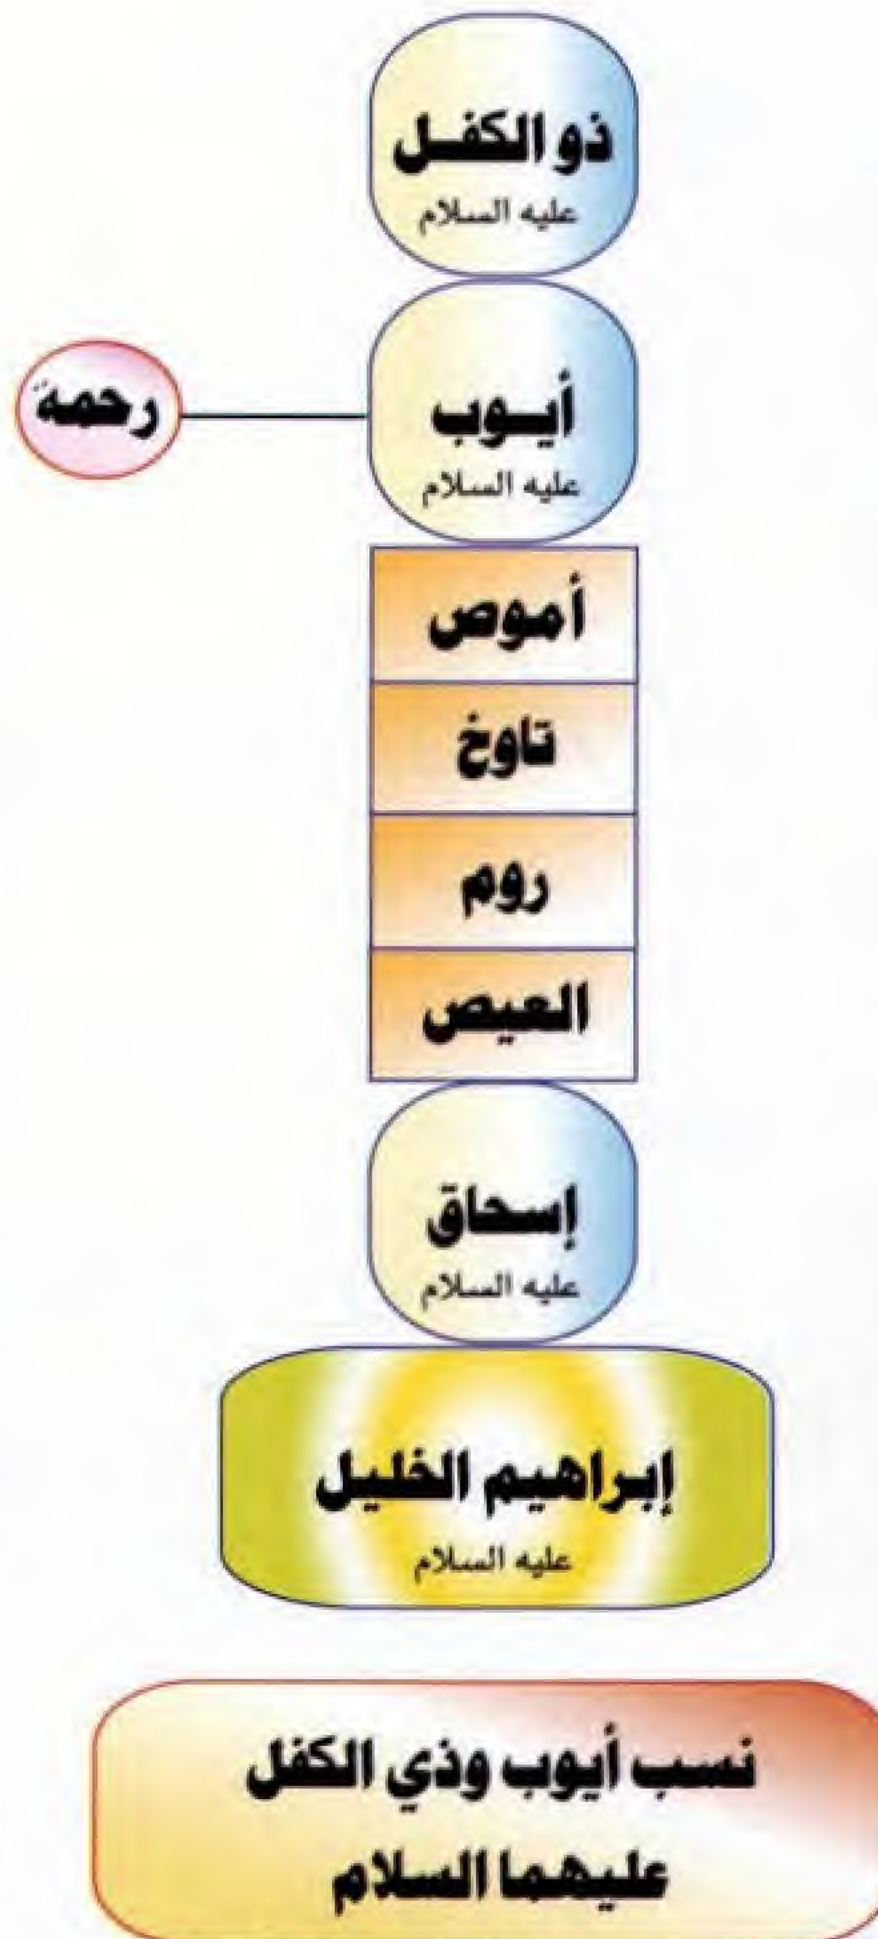 ذو الكفل
عليه السلام
أيوب
عليه السلام
رحمة
أموص
تاوخ
روم
العيص
إسحاق
عليه السلام
إبراهيم الخليل
عليه السلام
نسب أيوب وذي الكفل
عليهما السلام